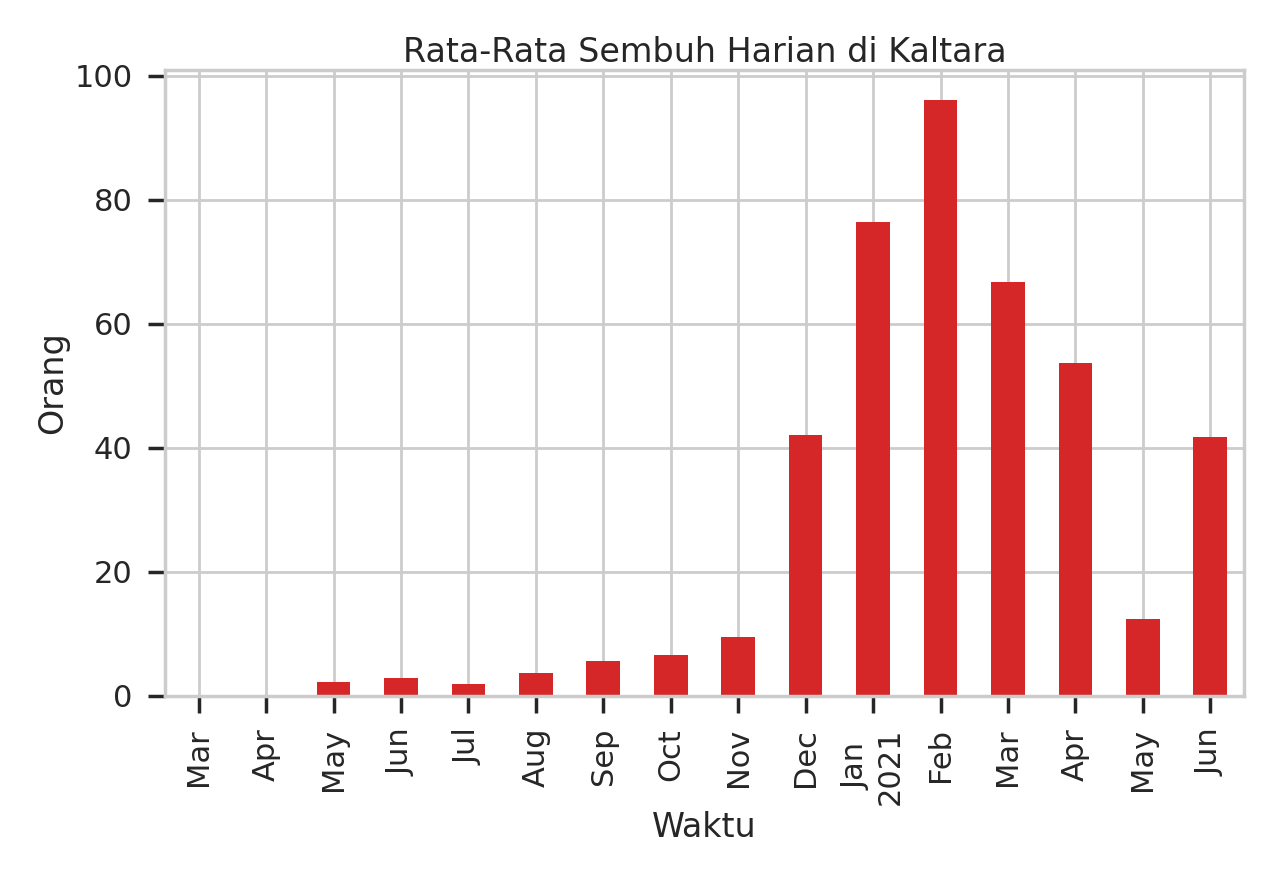 Rata-Rata Sembuh Harian di Kaltara
100
80
60
40
20
0
Orang
Mar
Apr
May
Jun
Jul
Aug
Sep
Oct
Nov
Dec
Jan
2021
Feb
Mar
Apr
May
Jun
Waktu